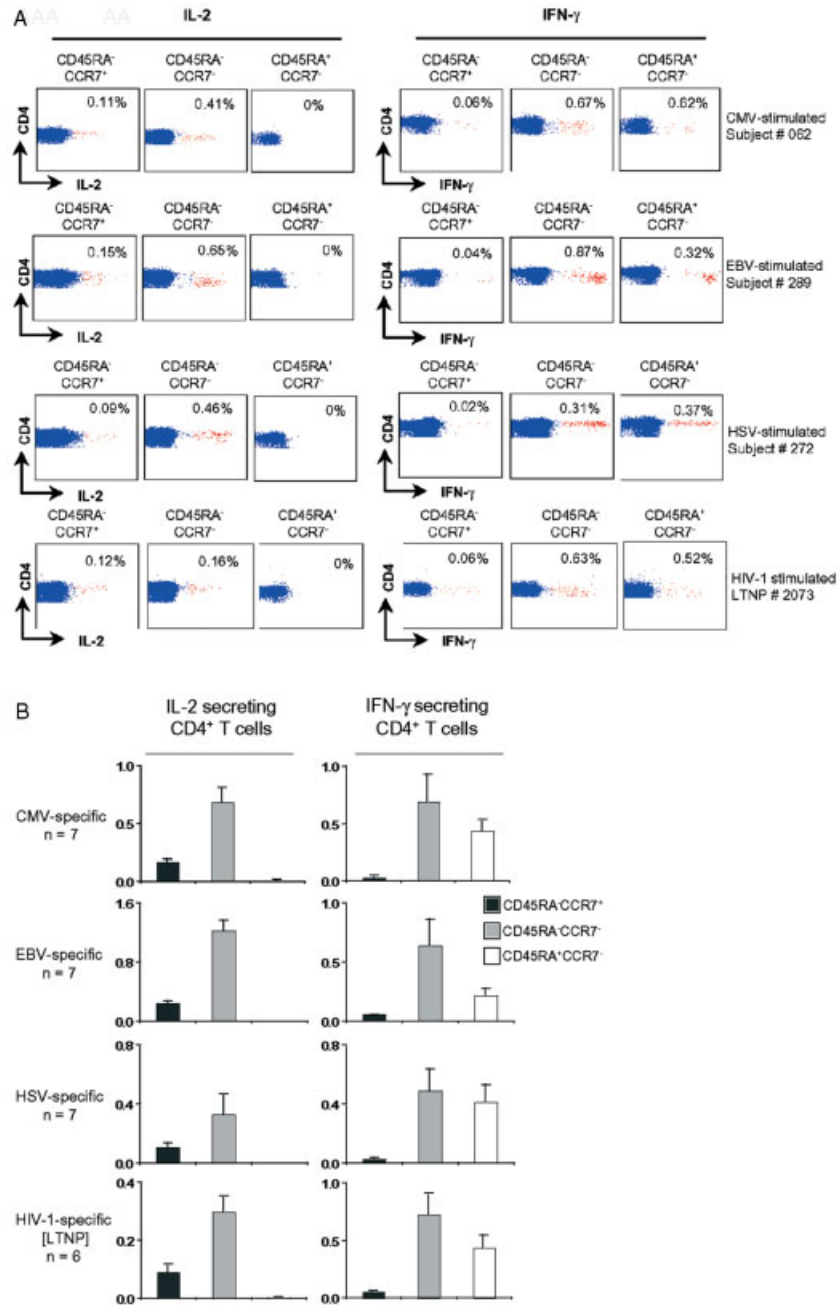 A
IL-2
IFN-γ
CD45RA⁻ CD45RA⁻ CD45RA⁺ CD45RA⁻ CD45RA⁻ CD45RA⁺
CCR7⁺ CCR7⁻ CCR7⁻ CCR7⁺ CCR7⁻ CCR7⁻
0.11% 0.41% 0% 0.06% 0.67% 0.62%
CD4 CD4
CMV-stimulated
Subject # 062
IL-2 IFN-γ
CD45RA⁻ CD45RA⁻ CD45RA⁺ CD45RA⁻ CD45RA⁻ CD45RA⁺
CCR7⁺ CCR7⁻ CCR7⁻ CCR7⁺ CCR7⁻ CCR7⁻
0.15% 0.65% 0% 0.04% 0.87% 0.32%
CD4 CD4
EBV-stimulated
Subject # 289
IL-2 IFN-γ
CD45RA⁻ CD45RA⁻ CD45RA' CD45RA⁻ CD45RA⁻ CD45RA'
CCR7⁺ CCR7⁻ CCR7⁻ CCR7⁺ CCR7⁻ CCR7⁻
0.09% 0.46% 0% 0.02% 0.31% 0.37%
CD4 CD4
HSV-stimulated
Subject # 272
IL-2 IFN-γ
CD45RA⁻ CD45RA⁻ CD45RA' CD45RA⁻ CD45RA⁻ CD45RA'
CCR7⁺ CCR7⁻ CCR7⁻ CCR7⁺ CCR7⁻ CCR7⁻
0.12% 0.16% 0% 0.06% 0.63% 0.52%
CD4 CD4
HIV-1 stimulated
LTNP # 2073
IL-2 IFN-γ
B
IL-2 secreting IFN-γ secreting
CD4⁺ T cells CD4⁺ T cells
1.0 1.0
CMV-specific
n = 7
0.5 0.5
0.0 0.0
CD45RA⁻CCR7⁺
CD45RA⁻CCR7⁻
CD45RA⁺CCR7⁻
1.6 1.0
EBV-specific
n = 7
0.8 0.5
0.0 0.0
0.8 0.8
HSV-specific
n = 7
0.4 0.4
0.0 0.0
0.4 1.0
HIV-1-specific
[LTNP]
n = 6
0.2 0.5
0.0 0.0